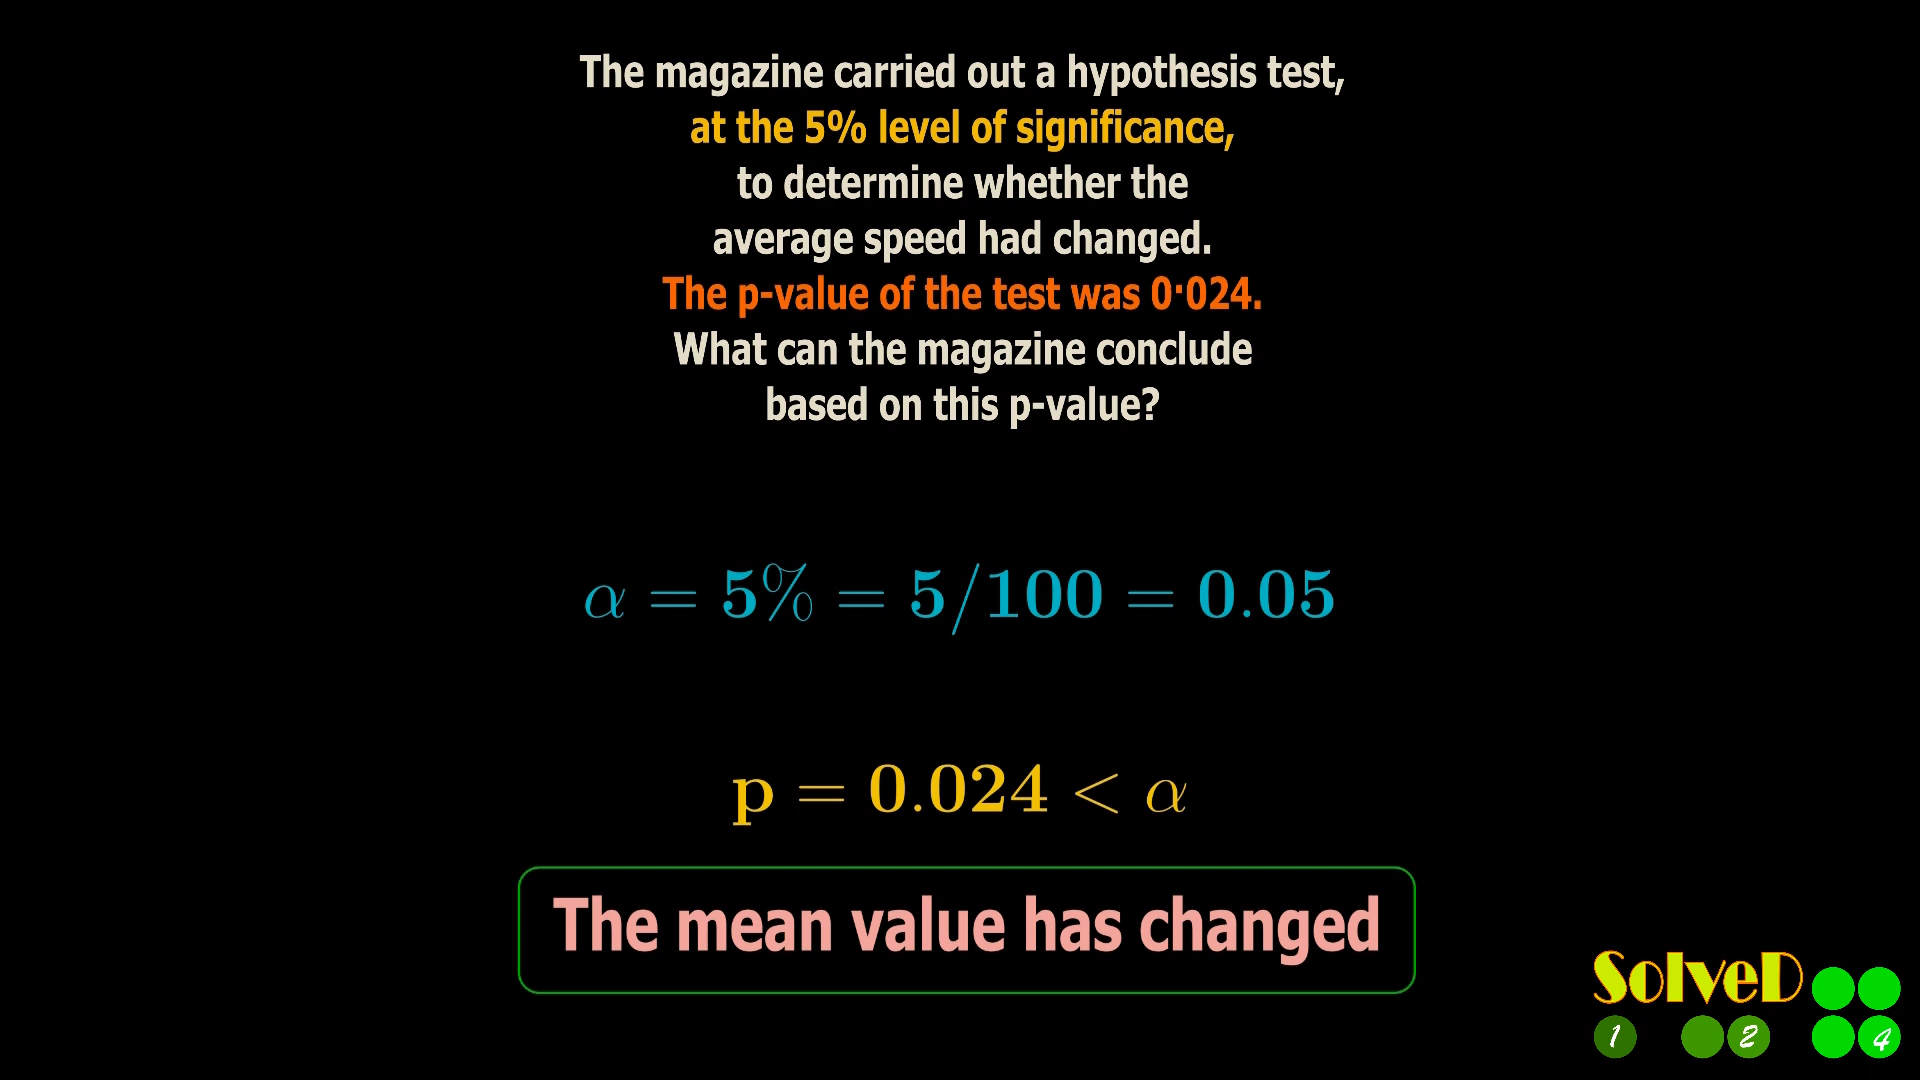 The magazine carried out a hypothesis test,
at the 5% level of significance,
to determine whether the
average speed had changed.
The p-value of the test was 0·024.
What can the magazine conclude
based on this p-value?
α = 5% = 5/100 = 0.05
p = 0.024 < α
The mean value has changed
SolveD
1 2 4